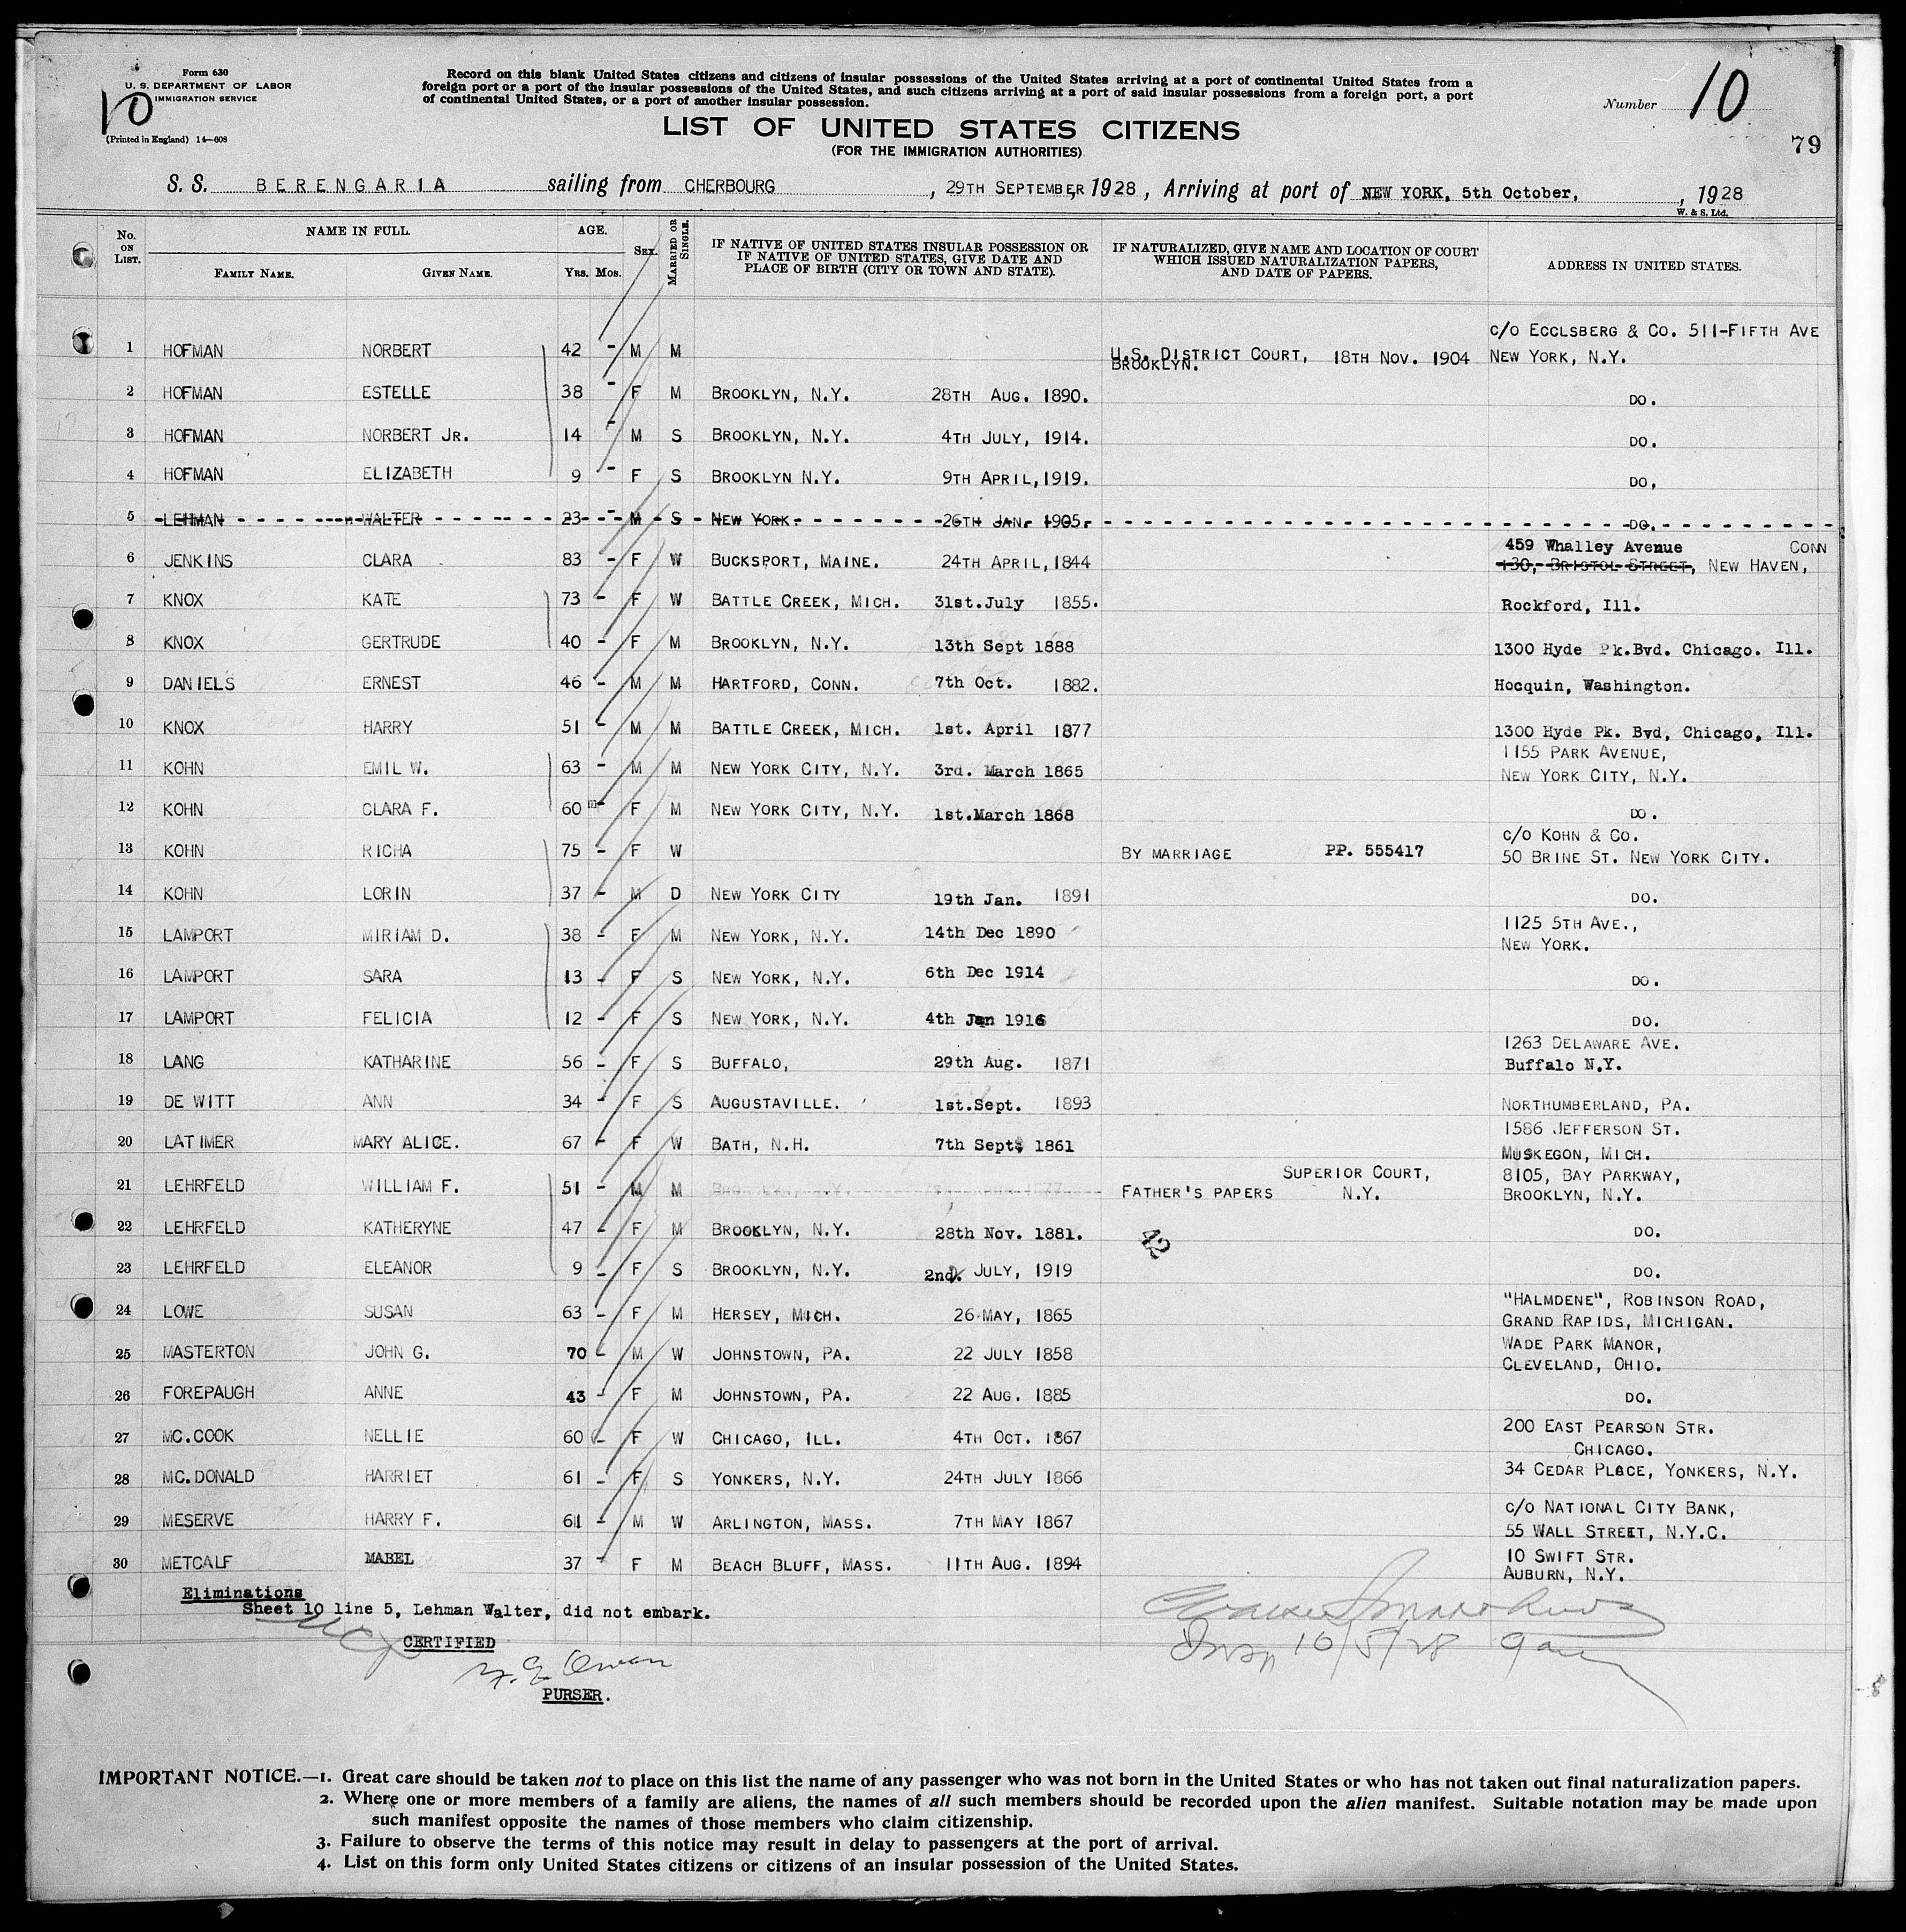 Form 630
U. S. DEPARTMENT OF LABOR
IMMIGRATION SERVICE
10
(Printed in England) 14—608
Record on this blank United States citizens and citizens of insular possessions of the United States arriving at a port of continental United States from a
foreign port or a port of the insular possessions of the United States, and such citizens arriving at a port of said insular possessions from a foreign port, a port
of continental United States, or a port of another insular possession.
Number 10
LIST OF UNITED STATES CITIZENS
(FOR THE IMMIGRATION AUTHORITIES)
79
S. S. BERENGARIA sailing from CHERBOURG, 29TH SEPTEMBER, 1928, Arriving at port of NEW YORK, 5th October, , 1928
W. & S. Ltd.
No. ON LIST. NAME IN FULL. FAMILY NAME. GIVEN NAME. AGE. YRS. MOS. SEX. MARRIED OR SINGLE. IF NATIVE OF UNITED STATES INSULAR POSSESSION OR IF NATIVE OF UNITED STATES, GIVE DATE AND PLACE OF BIRTH (CITY OR TOWN AND STATE). IF NATURALIZED, GIVE NAME AND LOCATION OF COURT WHICH ISSUED NATURALIZATION PAPERS, AND DATE OF PAPERS. ADDRESS IN UNITED STATES.
1 HOFMAN NORBERT 42 - M M U.S. DISTRICT COURT, BROOKLYN. 18TH NOV. 1904 C/O ECCLSBERG & CO. 511-FIFTH AVE NEW YORK, N.Y.
2 HOFMAN ESTELLE 38 - F M BROOKLYN, N.Y. 28TH AUG. 1890. DO.
3 HOFMAN NORBERT JR. 14 - M S BROOKLYN, N.Y. 4TH JULY, 1914. DO.
4 HOFMAN ELIZABETH 9 - F S BROOKLYN N.Y. 9TH APRIL, 1919. DO,
5 LEHMAN WALTER 23 - M S NEW YORK 26TH JAN. 1905. DO.
6 JENKINS CLARA 83 - F W BUCKSPORT, MAINE. 24TH APRIL, 1844 459 Whalley Avenue CONN 130, BRISTOL STREET, NEW HAVEN,
7 KNOX KATE 73 - F W BATTLE CREEK, MICH. 31st.July 1855. Rockford, Ill.
8 KNOX GERTRUDE 40 - F M BROOKLYN, N.Y. 13th Sept 1888 1300 Hyde Pk.Bvd. Chicago. Ill.
9 DANIELS ERNEST 46 - M M HARTFORD, CONN. 7th Oct. 1882. Hocquin, Washington.
10 KNOX HARRY 51 - M M BATTLE CREEK, MICH. 1st. April 1877 1300 Hyde Pk. Bvd, Chicago, Ill.
11 KOHN EMIL W. 63 - M M NEW YORK CITY, N.Y. 3rd. March 1865 1155 PARK AVENUE, NEW YORK CITY, N.Y.
12 KOHN CLARA F. 60 m- F M NEW YORK CITY, N.Y. 1st.March 1868 DO.
13 KOHN RICHA 75 - F W BY MARRIAGE PP. 555417 C/O KOHN & CO. 50 BRINE ST. NEW YORK CITY.
14 KOHN LORIN 37 - M D NEW YORK CITY 19th Jan. 1891 DO.
15 LAMPORT MIRIAM D. 38 - F M NEW YORK, N.Y. 14th Dec 1890 1125 5TH AVE., NEW YORK.
16 LAMPORT SARA 13 - F S NEW YORK, N.Y. 6th Dec 1914 DO.
17 LAMPORT FELICIA 12 - F S NEW YORK, N.Y. 4th Jan 1916 DO.
18 LANG KATHARINE 56 - F S BUFFALO, 29th Aug. 1871 1263 DELAWARE AVE. Buffalo N.Y.
19 DE WITT ANN 34 - F S AUGUSTAVILLE. 1st.Sept. 1893 NORTHUMBERLAND, PA.
20 LATIMER MARY ALICE. 67 - F W BATH, N.H. 7th Sept. 1861 1586 JEFFERSON ST. MUSKEGON, MICH.
21 LEHRFELD WILLIAM F. 51 - M M FATHER'S PAPERS SUPERIOR COURT, N.Y. 8105, BAY PARKWAY, BROOKLYN, N.Y.
22 LEHRFELD KATHERYNE 47 - F M BROOKLYN, N.Y. 28th Nov. 1881. 42 DO.
23 LEHRFELD ELEANOR 9 - F S BROOKLYN, N.Y. 2nd. JULY, 1919 DO.
24 LOWE SUSAN 63 - F M HERSEY, MICH. 26 MAY, 1865 "HALMDENE", ROBINSON ROAD, GRAND RAPIDS, MICHIGAN.
25 MASTERTON JOHN G. 70 - M W JOHNSTOWN, PA. 22 JULY 1858 WADE PARK MANOR, CLEVELAND, OHIO.
26 FOREPAUGH ANNE 43 - F M JOHNSTOWN, PA. 22 AUG. 1885 DO.
27 MC.COOK NELLIE 60 - F W CHICAGO, ILL. 4TH OCT. 1867 200 EAST PEARSON STR. CHICAGO.
28 MC.DONALD HARRIET 61 - F S YONKERS, N.Y. 24TH JULY 1866 34 CEDAR PLACE, YONKERS, N.Y.
29 MESERVE HARRY F. 61 - M W ARLINGTON, MASS. 7TH MAY 1867 C/O NATIONAL CITY BANK, 55 WALL STREET, N.Y.C.
30 METCALF MABEL 37 - F M BEACH BLUFF, MASS. 11TH AUG. 1894 10 SWIFT STR. AUBURN, N.Y.
Eliminations
Sheet 10 line 5, Lehman Walter, did not embark.
CERTIFIED
Owen
10/5/28
PURSER.
IMPORTANT NOTICE.—1. Great care should be taken not to place on this list the name of any passenger who was not born in the United States or who has not taken out final naturalization papers.
2. Where one or more members of a family are aliens, the names of all such members should be recorded upon the alien manifest. Suitable notation may be made upon
such manifest opposite the names of those members who claim citizenship.
3. Failure to observe the terms of this notice may result in delay to passengers at the port of arrival.
4. List on this form only United States citizens or citizens of an insular possession of the United States.